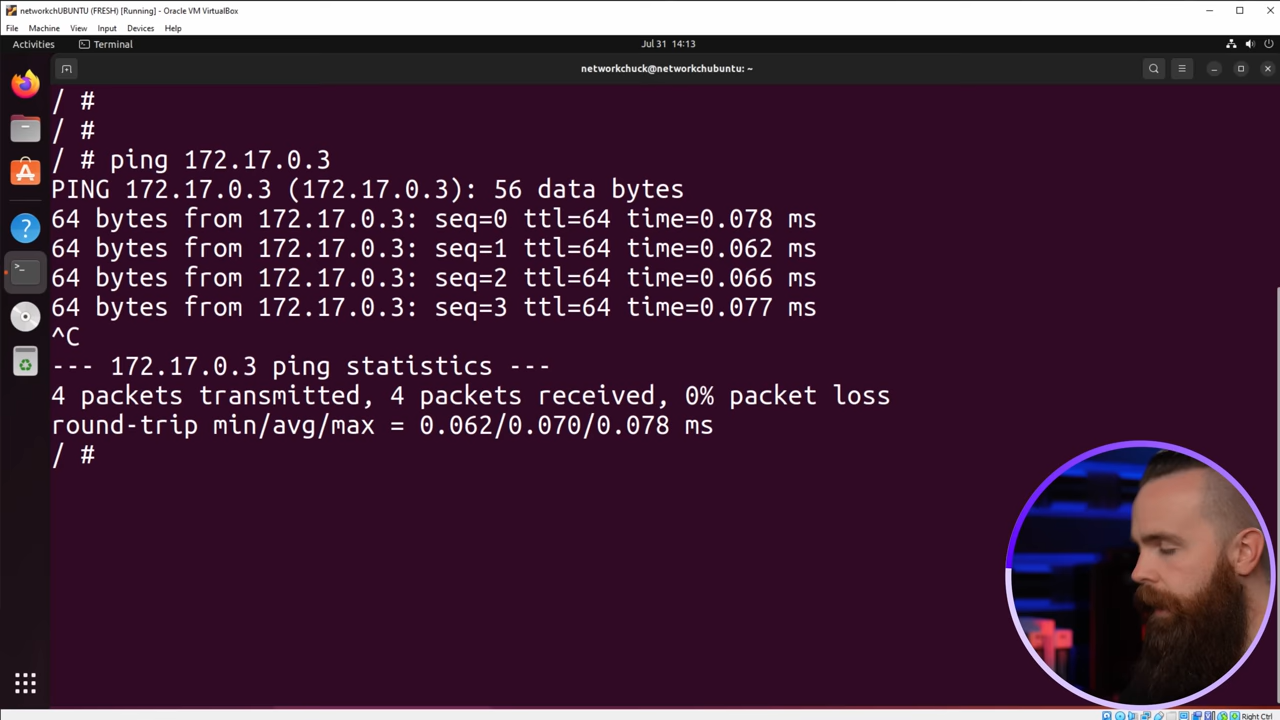 networkchUBUNTU (FRESH) [Running] - Oracle VM VirtualBox
File Machine View Input Devices Help
Activities Terminal Jul 31 14:13
networkchuck@networkchubuntu: ~
/ #
/ #
/ # ping 172.17.0.3
PING 172.17.0.3 (172.17.0.3): 56 data bytes
64 bytes from 172.17.0.3: seq=0 ttl=64 time=0.078 ms
64 bytes from 172.17.0.3: seq=1 ttl=64 time=0.062 ms
64 bytes from 172.17.0.3: seq=2 ttl=64 time=0.066 ms
64 bytes from 172.17.0.3: seq=3 ttl=64 time=0.077 ms
^C
--- 172.17.0.3 ping statistics ---
4 packets transmitted, 4 packets received, 0% packet loss
round-trip min/avg/max = 0.062/0.070/0.078 ms
/ #
Right Ctrl